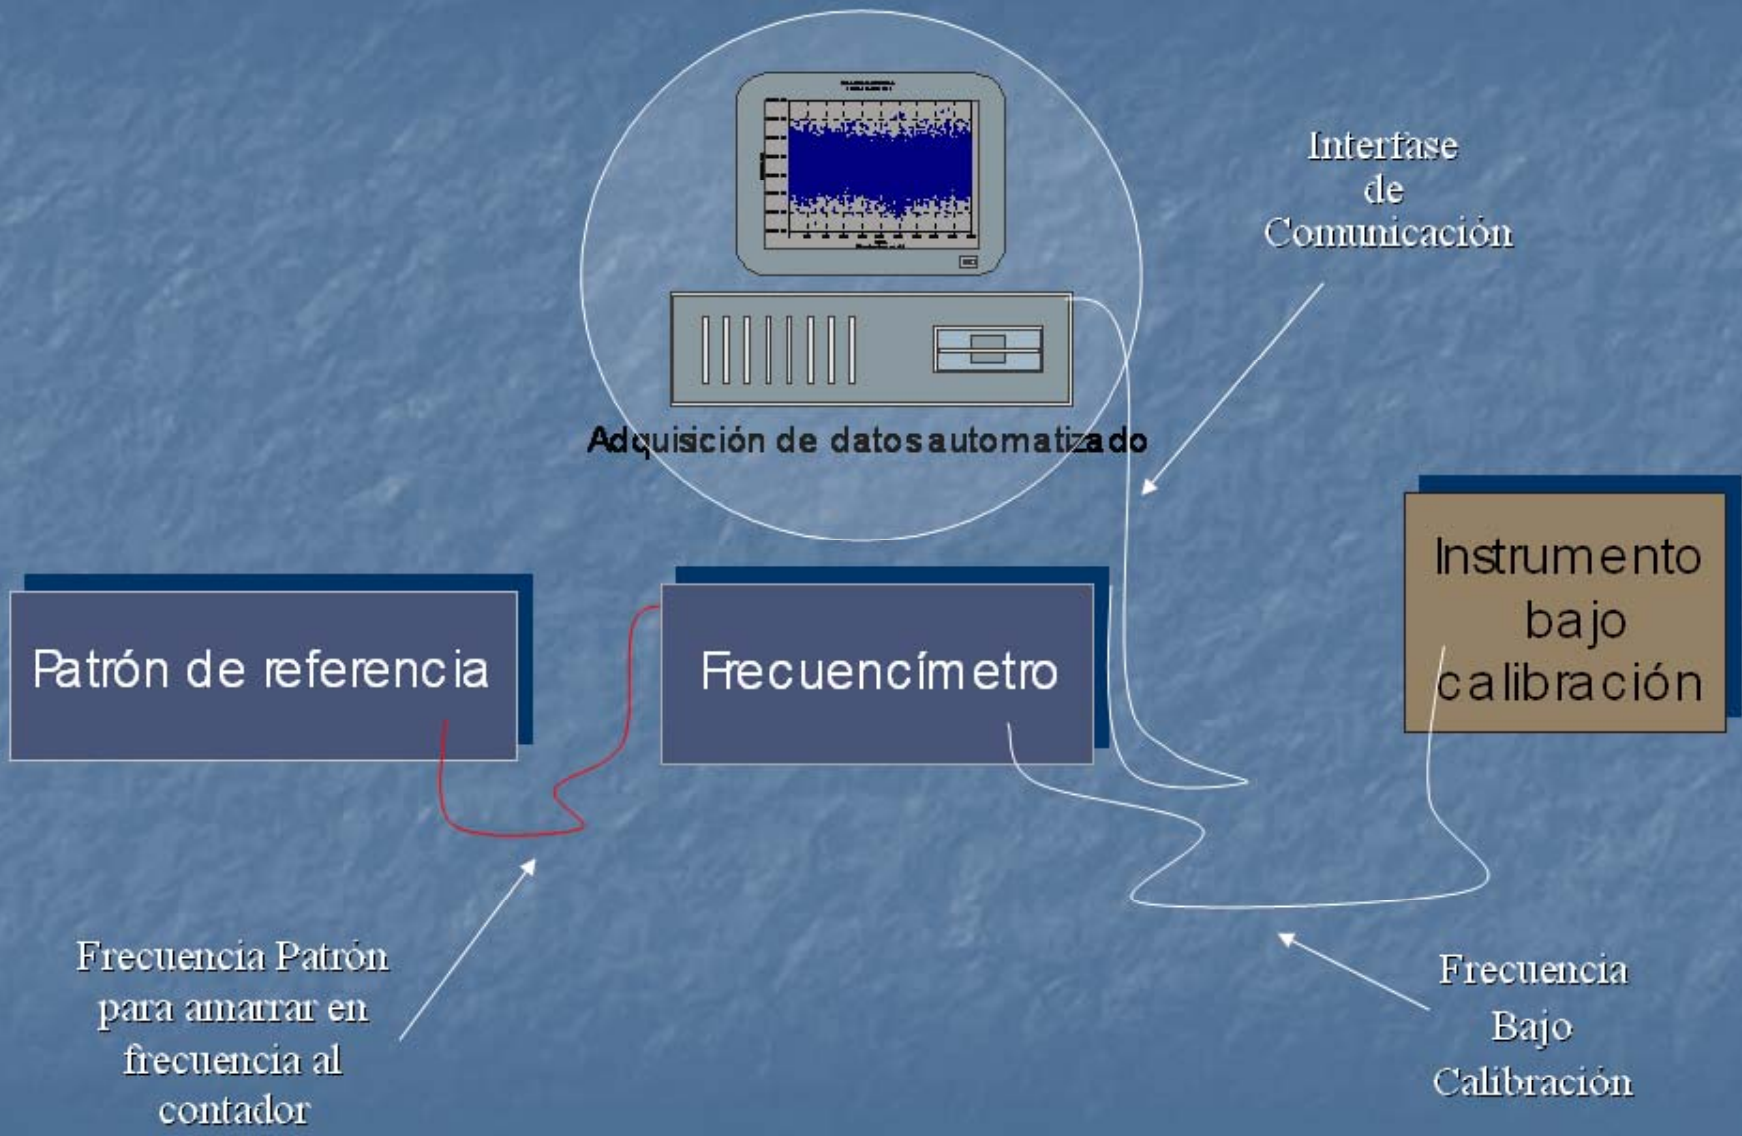 Interfase
de
Comunicación
Adquisición de datos automatizado
Instrumento
bajo
calibración
Patrón de referencia
Frecuencímetro
Frecuencia Patrón
para amarrar en
frecuencia al
contador
Frecuencia
Bajo
Calibración